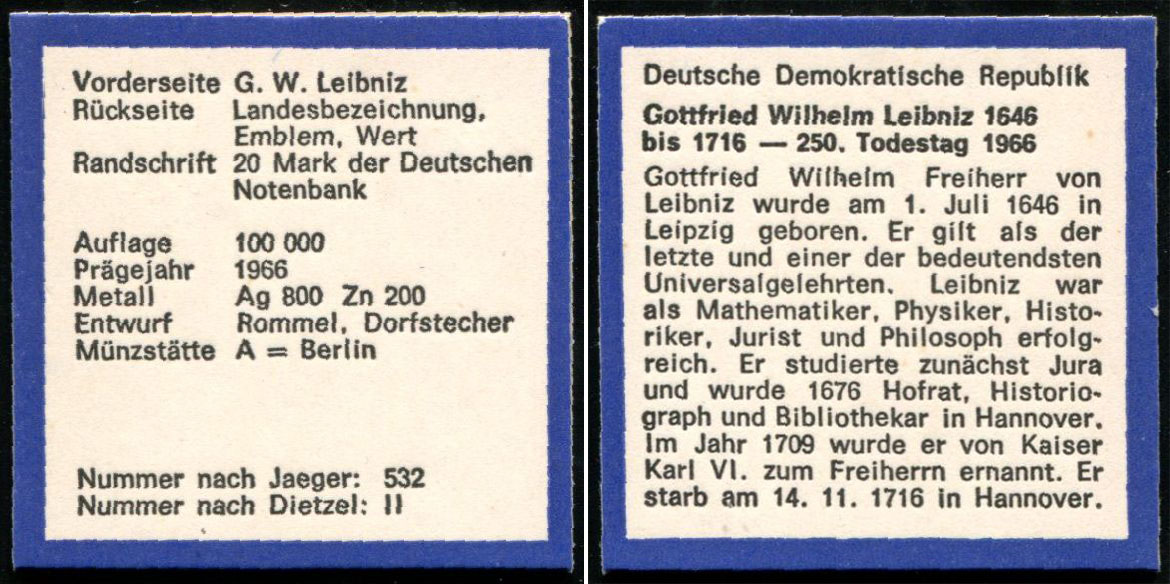 Vorderseite G. W. Leibniz
Rückseite Landesbezeichnung,
Emblem, Wert
Randschrift 20 Mark der Deutschen
Notenbank
Auflage 100 000
Prägejahr 1966
Metall Ag 800 Zn 200
Entwurf Rommel, Dorfstecher
Münzstätte A = Berlin
Nummer nach Jaeger: 532
Nummer nach Dietzel: II
Deutsche Demokratische Republik
Gottfried Wilhelm Leibniz 1646
bis 1716 — 250. Todestag 1966
Gottfried Wilhelm Freiherr von
Leibniz wurde am 1. Juli 1646 in
Leipzig geboren. Er gilt als der
letzte und einer der bedeutendsten
Universalgelehrten. Leibniz war
als Mathematiker, Physiker, Histo-
riker, Jurist und Philosoph erfolg-
reich. Er studierte zunächst Jura
und wurde 1676 Hofrat, Historio-
graph und Bibliothekar in Hannover.
Im Jahr 1709 wurde er von Kaiser
Karl VI. zum Freiherrn ernannt. Er
starb am 14. 11. 1716 in Hannover.